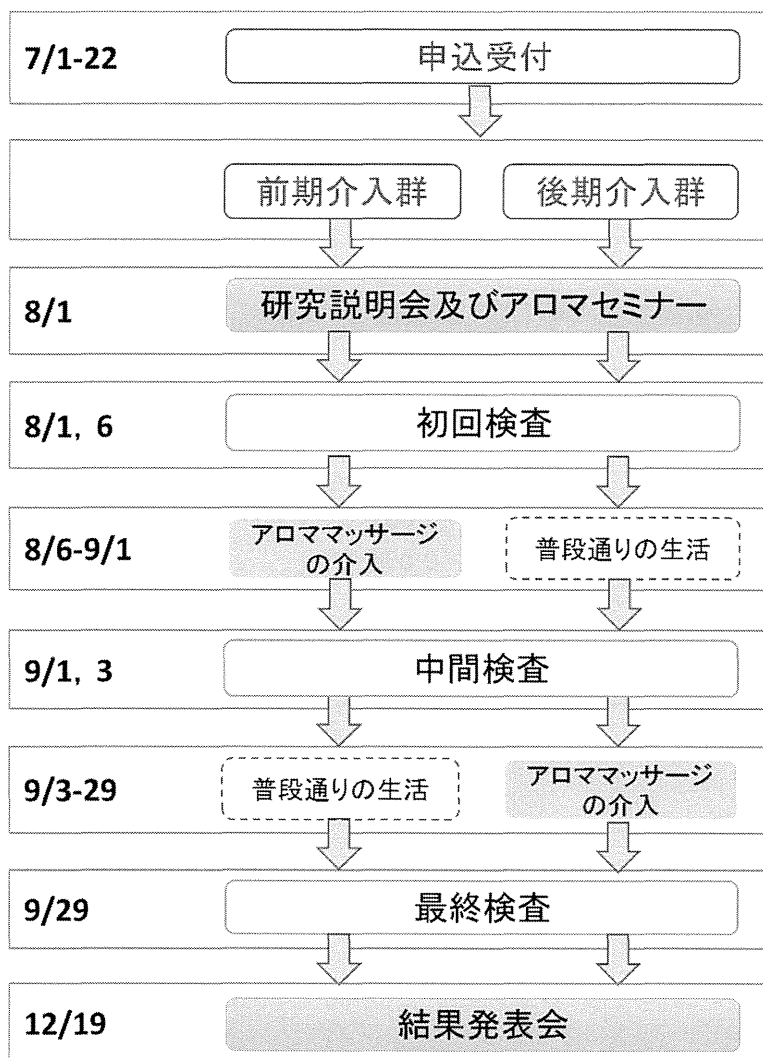 7/1-22 申込受付
前期介入群 後期介入群
8/1 研究説明会及びアロマセミナー
8/1, 6 初回検査
8/6-9/1
アロママッサージ
の介入
普段通りの生活
9/1, 3 中間検査
9/3-29
普段通りの生活
アロママッサージ
の介入
9/29 最終検査
12/19 結果発表会